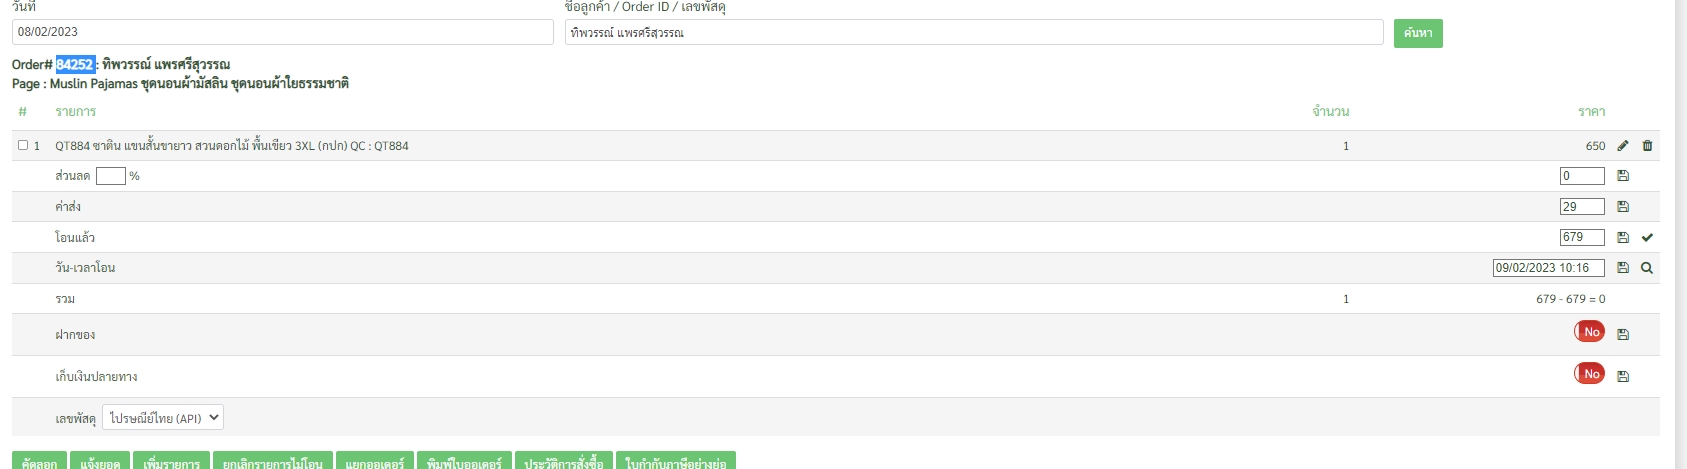 วันที่ ชื่อลูกค้า / Order ID / เลขพัสดุ
08/02/2023 ทิพวรรณ์ แพรศรีสุวรรณ ค้นหา
Order# 84252 : ทิพวรรณ์ แพรศรีสุวรรณ
Page : Muslin Pajamas ชุดนอนผ้ามัสลิน ชุดนอนผ้าใยธรรมชาติ
# รายการ จำนวน ราคา
1 QT884 ซาติน แขนสั้นขายาว สวนดอกไม้ พื้นเขียว 3XL (กปก) QC : QT884 1 650
ส่วนลด % 0
ค่าส่ง 29
โอนแล้ว 679
วัน-เวลาโอน 09/02/2023 10:16
รวม 1 679 - 679 = 0
ฝากของ No
เก็บเงินปลายทาง No
เลขพัสดุ ไปรษณีย์ไทย (API)
คัดลอก แจ้งยอด เพิ่มรายการ ยกเลิกรายการไม่โอน แยกออเดอร์ พิมพ์ใบออเดอร์ ประวัติการสั่งซื้อ ใบกำกับภาษีอย่างย่อ